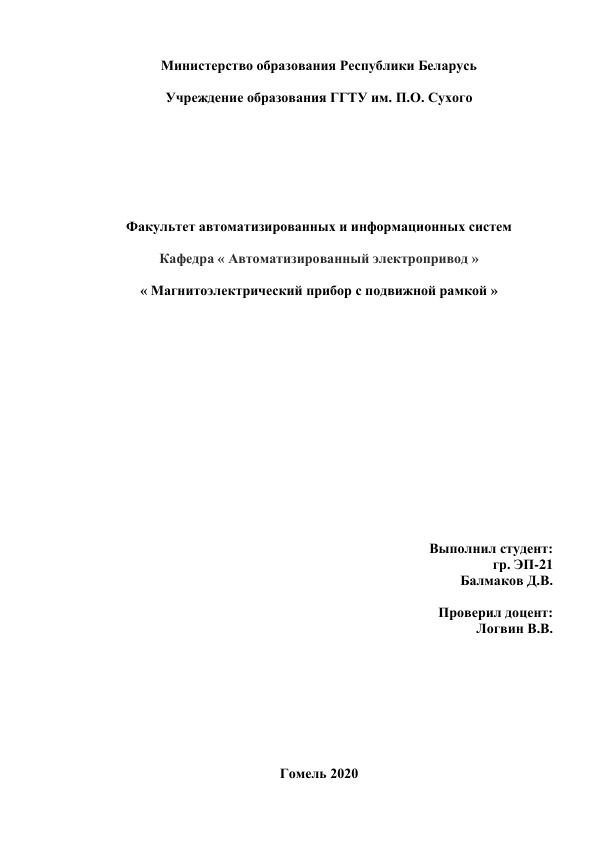 Министерство образования Республики Беларусь
Учреждение образования ГГТУ им. П.О. Сухого
Факультет автоматизированных и информационных систем
Кафедра « Автоматизированный электропривод »
« Магнитоэлектрический прибор с подвижной рамкой »
Выполнил студент:
гр. ЭП-21
Балмаков Д.В.
Проверил доцент:
Логвин В.В.
Гомель 2020